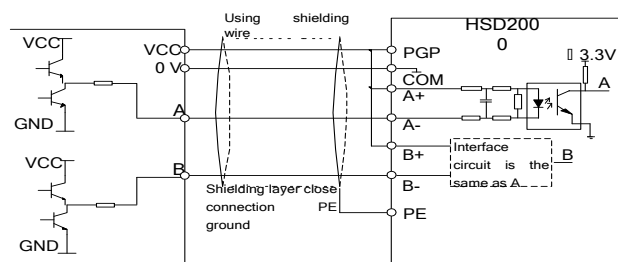 Using shielding
wire
HSD200
0
VCC
VCC
PGP
3.3V
0 V
COM
A
A+
A
GND
A-
VCC
B+
Interface
circuit is the
same as A
B
B
B-
Shielding layer close
connection
ground
PE
PE
GND